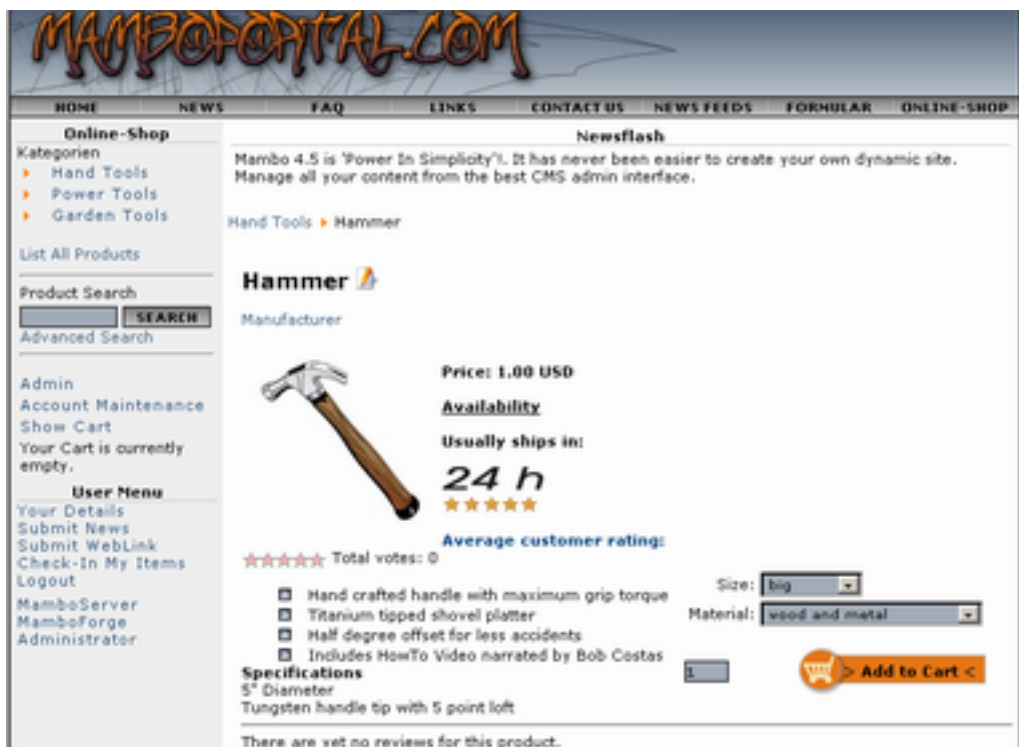 MAMBOPORTAL.COM
HOME NEWS FAQ LINKS CONTACT US NEWS FEEDS FORMULAR ONLINE-SHOP
Online-Shop
Kategorien
Hand Tools
Power Tools
Garden Tools
List All Products
Product Search
SEARCH
Advanced Search
Admin
Account Maintenance
Show Cart
Your Cart is currently
empty.
User Menu
Your Details
Submit News
Submit WebLink
Check-In My Items
Logout
MamboServer
MamboForge
Administrator
Newsflash
Mambo 4.5 is 'Power In Simplicity'!. It has never been easier to create your own dynamic site.
Manage all your content from the best CMS admin interface.
Hand Tools Hammer
Hammer
Manufacturer
Price: 1.00 USD
Availability
Usually ships in:
24 h
Average customer rating:
Total votes: 0
Hand crafted handle with maximum grip torque
Titanium tipped shovel platter
Half degree offset for less accidents
Includes HowTo Video narrated by Bob Costas
Size: big
Material: wood and metal
1
> Add to Cart <
Specifications
5" Diameter
Tungsten handle tip with 5 point loft
There are yet no reviews for this product.